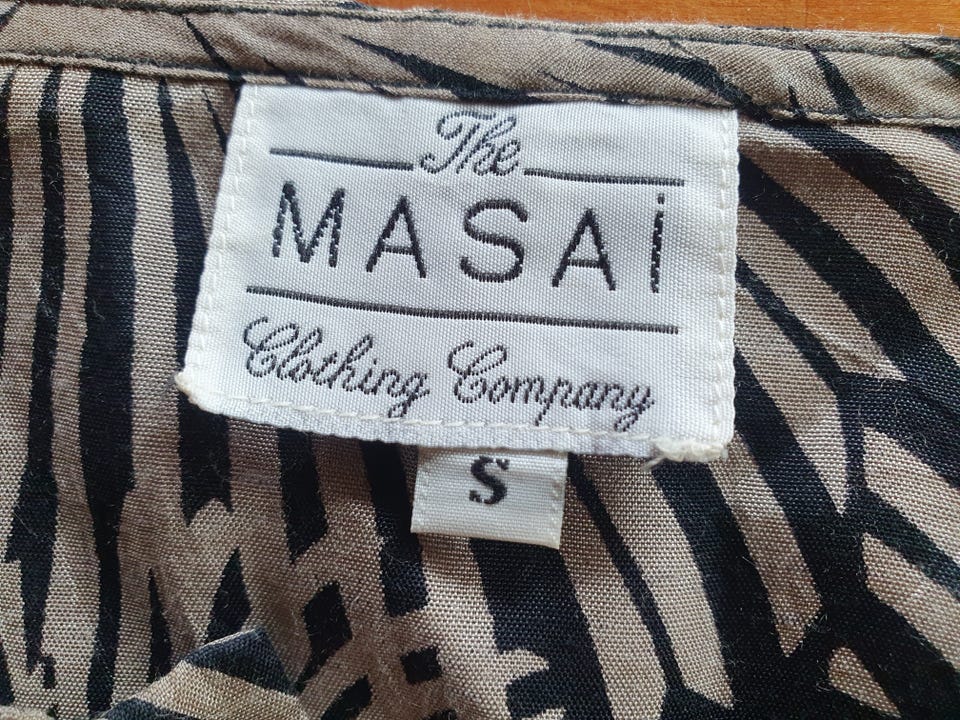 The
MASAi
Clothing Company
S